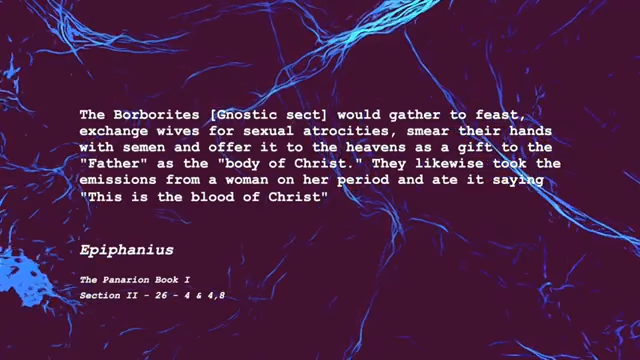 The Borborites [Gnostic sect] would gather to feast,
exchange wives for sexual atrocities, smear their hands
with semen and offer it to the heavens as a gift to the
"Father" as the "body of Christ." They likewise took the
emissions from a woman on her period and ate it saying
"This is the blood of Christ"
Epiphanius
The Panarion Book I
Section II - 26 - 4 & 4,8